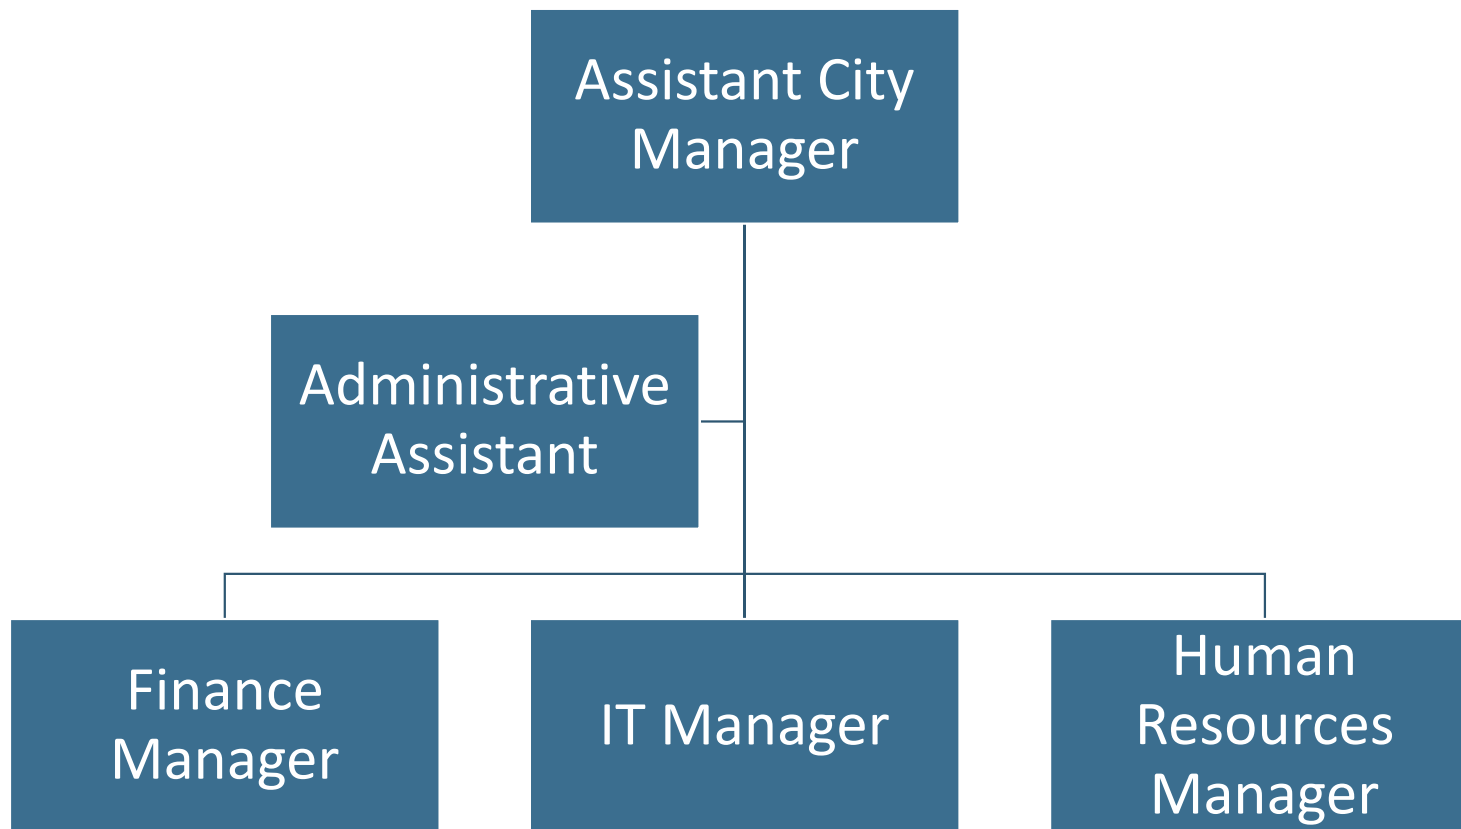 Assistant City
Manager
Administrative
Assistant
Finance
Manager
IT Manager
Human
Resources
Manager